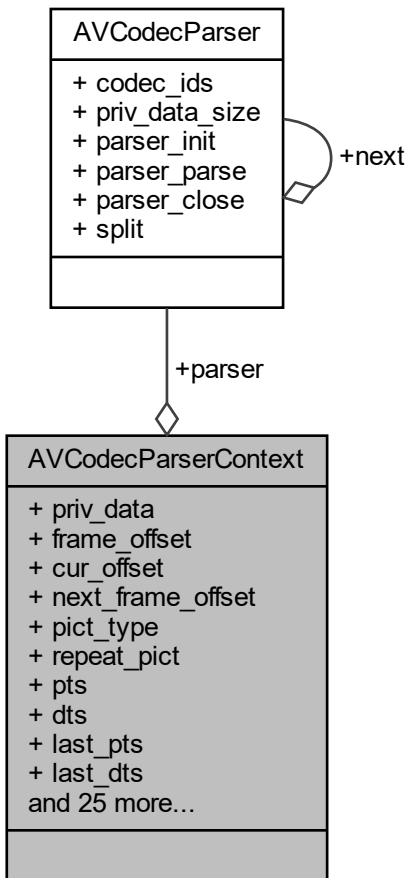 AVCodecParser
+ codec_ids
+ priv_data_size
+ parser_init
+ parser_parse
+ parser_close
+ split
+next
+parser
AVCodecParserContext
+ priv_data
+ frame_offset
+ cur_offset
+ next_frame_offset
+ pict_type
+ repeat_pict
+ pts
+ dts
+ last_pts
+ last_dts
and 25 more...